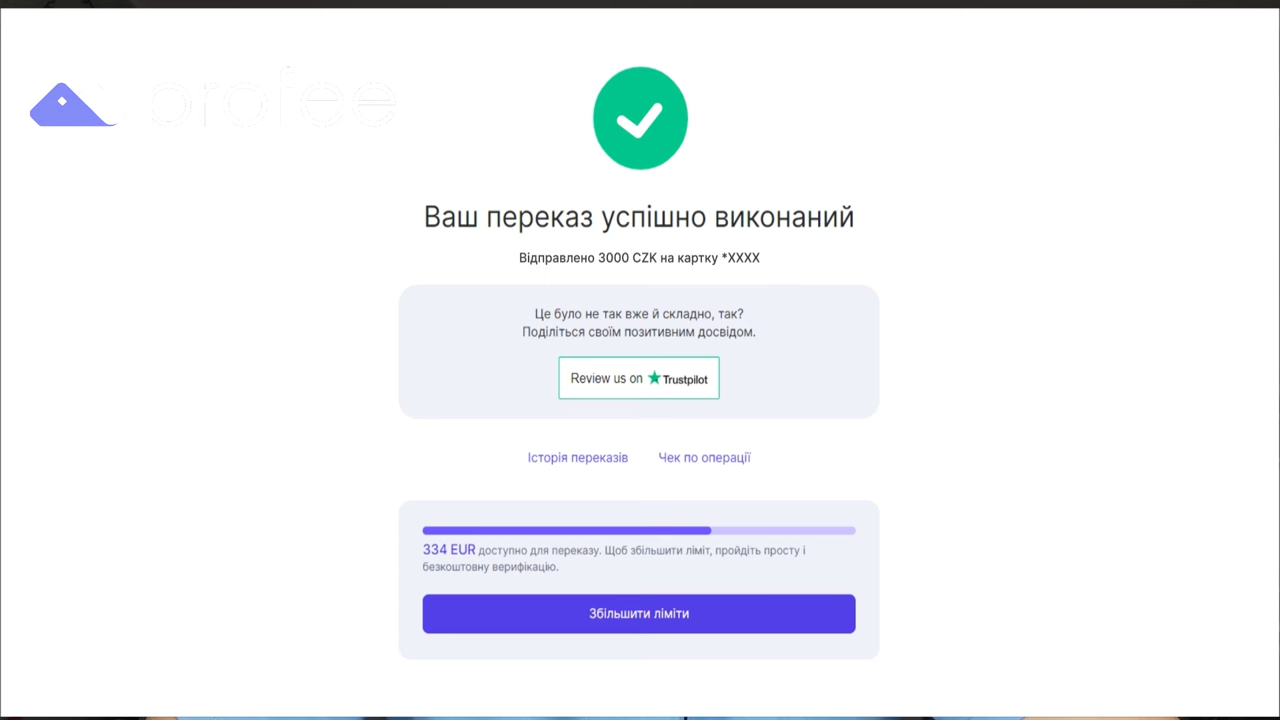 profee
Ваш переказ успішно виконаний
Відправлено 3000 CZK на картку *XXXX
Це було не так вже й складно, так?
Поділіться своїм позитивним досвідом.
Review us on Trustpilot
Історія переказів Чек по операції
334 EUR доступно для переказу. Щоб збільшити ліміт, пройдіть просту і
безкоштовну верифікацію.
Збільшити ліміти